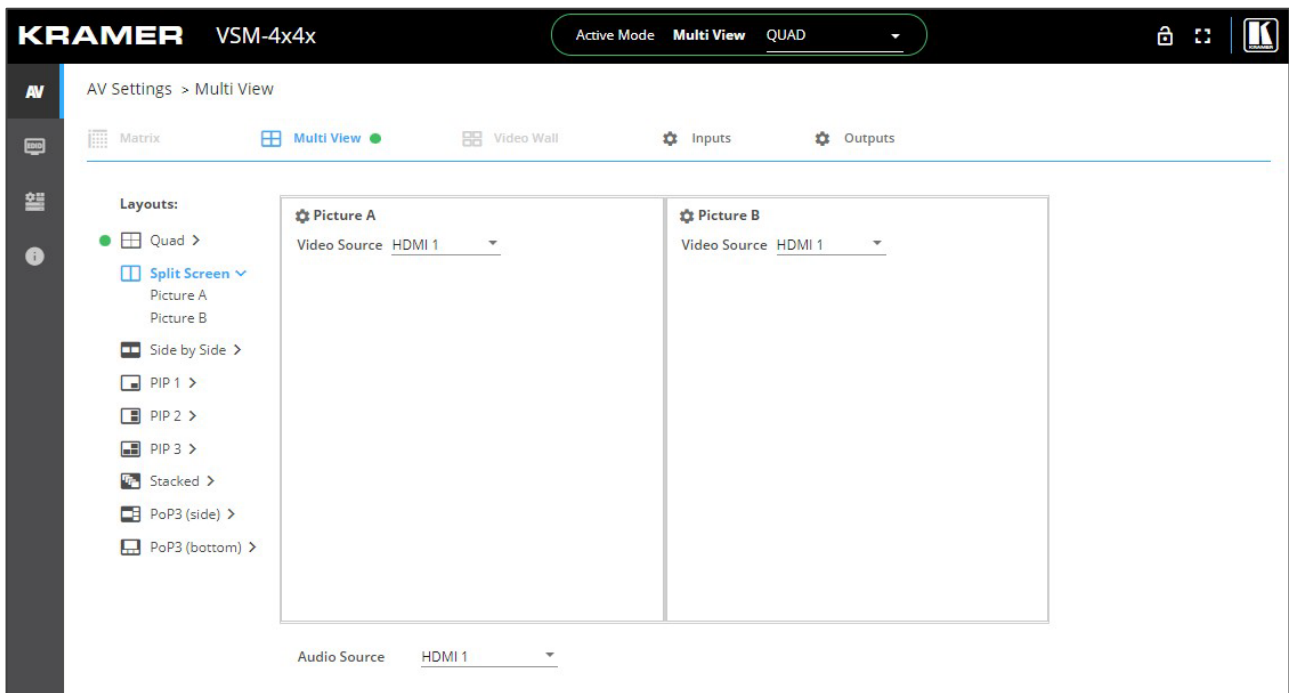 KRAMER VSM-4x4x Active Mode Multi View QUAD
KRAMER
AV
AV Settings > Multi View
EDID
Matrix Multi View Video Wall Inputs Outputs
Layouts:
Quad >
Split Screen
Picture A
Picture B
Side by Side >
PIP 1 >
PIP 2 >
PIP 3 >
Stacked >
PoP3 (side) >
PoP3 (bottom) >
Picture A
Video Source HDMI 1
Picture B
Video Source HDMI 1
Audio Source HDMI 1